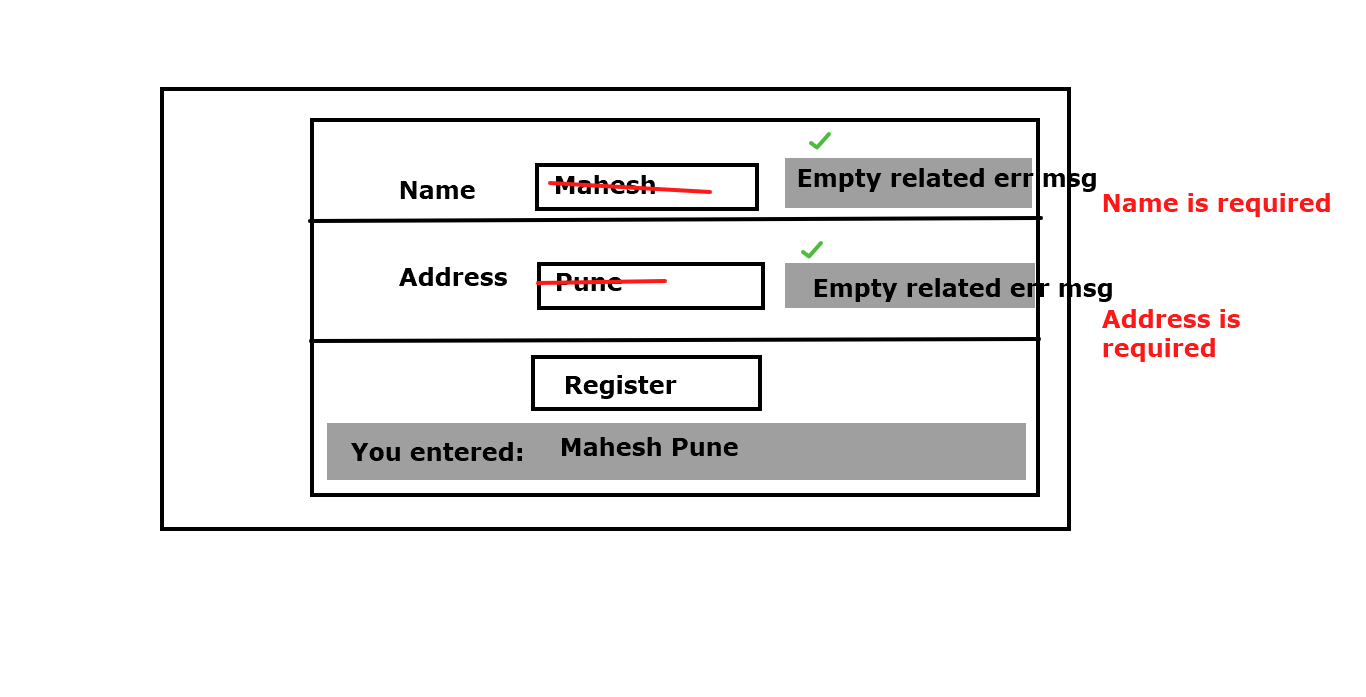 Name Mahesh Empty related err msg
Name is required
Address Pune Empty related err msg
Address is
required
Register
You entered: Mahesh Pune